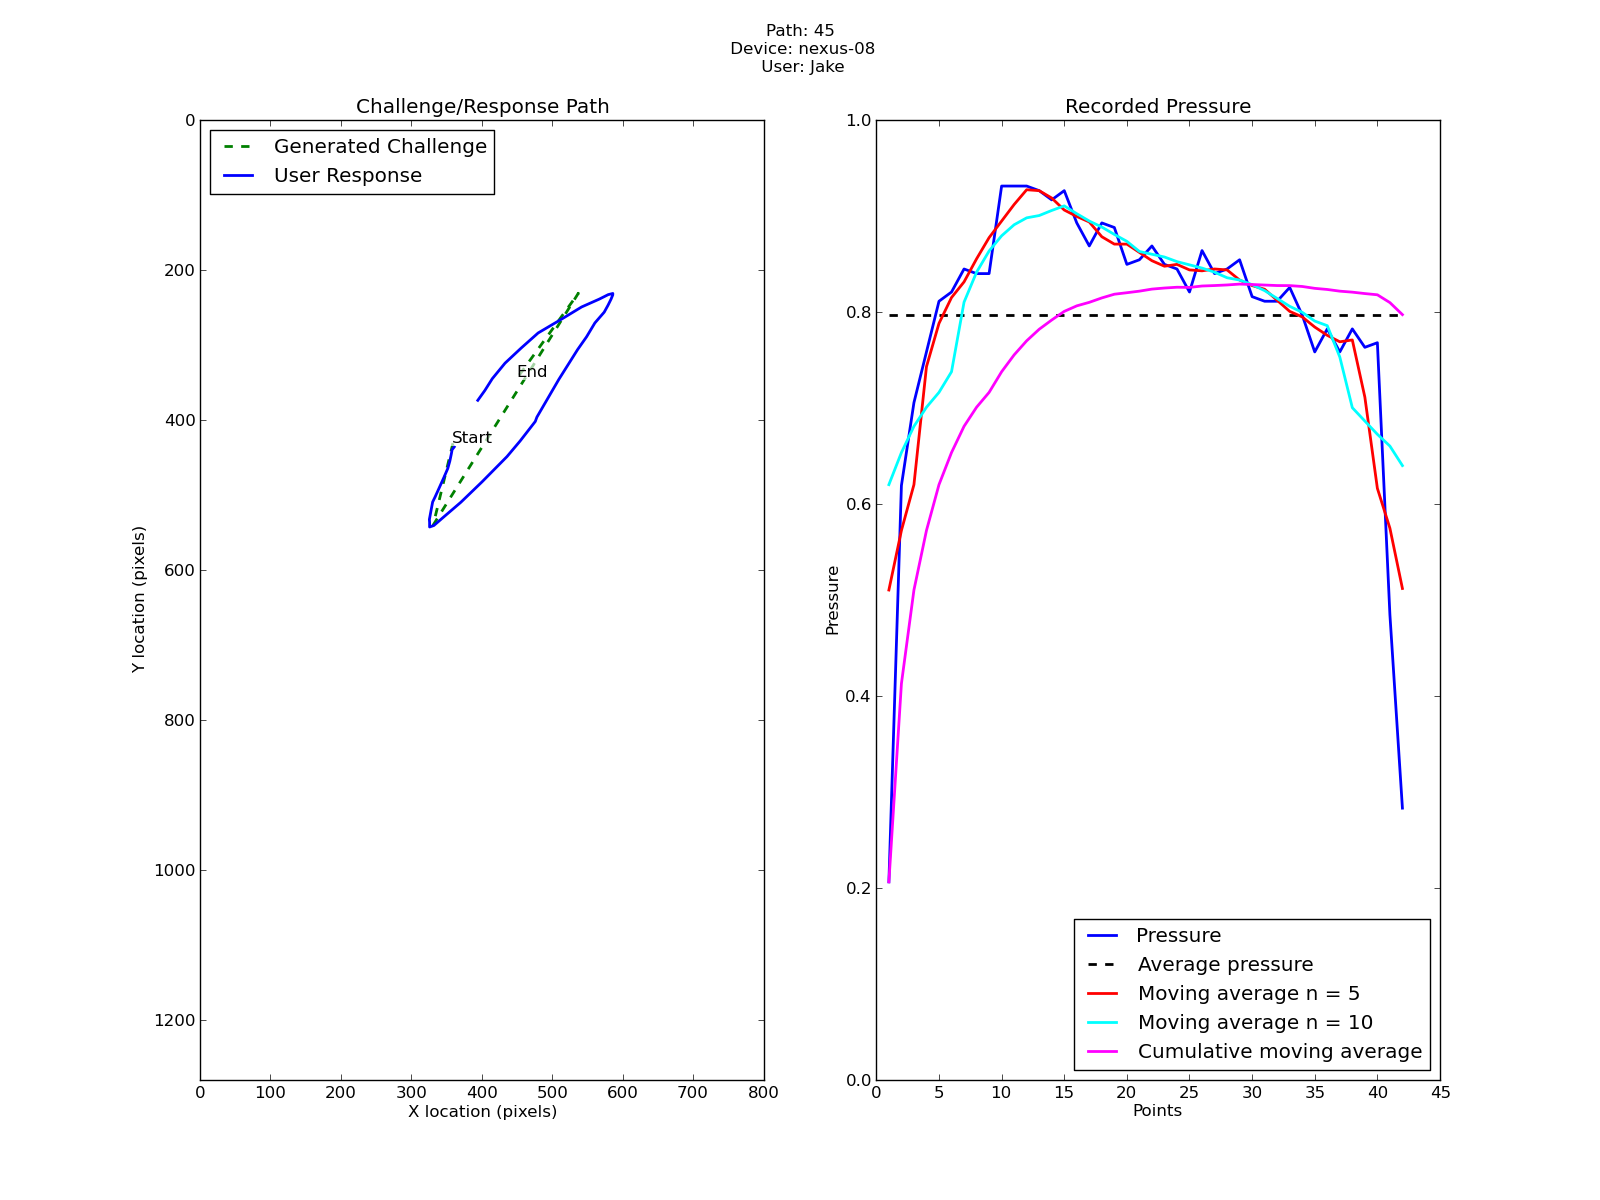 Path: 45
Device: nexus-08
User: Jake
Challenge/Response Path
Generated Challenge
User Response
End
Start
0
200
400
600
800
1000
1200
Y location (pixels)
0 100 200 300 400 500 600 700 800
X location (pixels)
Recorded Pressure
1.0
0.8
0.6
0.4
0.2
0.0
Pressure
Pressure
Average pressure
Moving average n = 5
Moving average n = 10
Cumulative moving average
0 5 10 15 20 25 30 35 40 45
Points